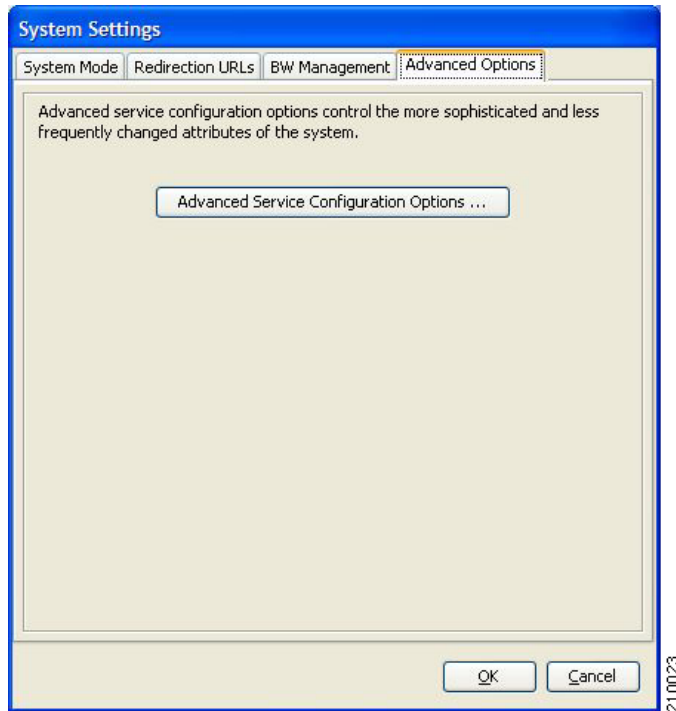 System Settings
System Mode Redirection URLs BW Management Advanced Options
Advanced service configuration options control the more sophisticated and less
frequently changed attributes of the system.
Advanced Service Configuration Options ...
OK Cancel
210023